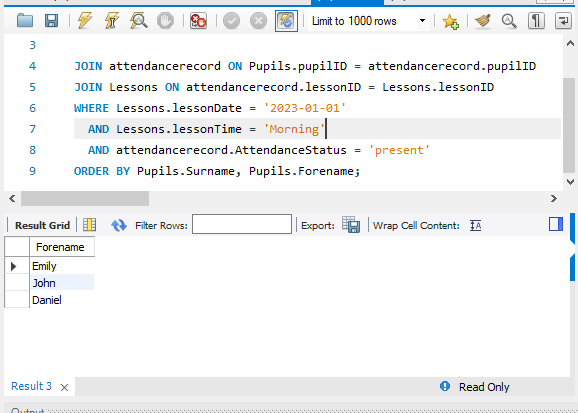 Limit to 1000 rows
3
4 JOIN attendancerecord ON Pupils.pupilID = attendancerecord.pupilID
5 JOIN Lessons ON attendancerecord.lessonID = Lessons.lessonID
6 WHERE Lessons.lessonDate = '2023-01-01'
7 AND Lessons.lessonTime = 'Morning'
8 AND attendancerecord.AttendanceStatus = 'present'
9 ORDER BY Pupils.Surname, Pupils.Forename;
Result Grid Filter Rows: Export: Wrap Cell Content: IA
Forename
Emily
John
Daniel
Result 3 Read Only
Output